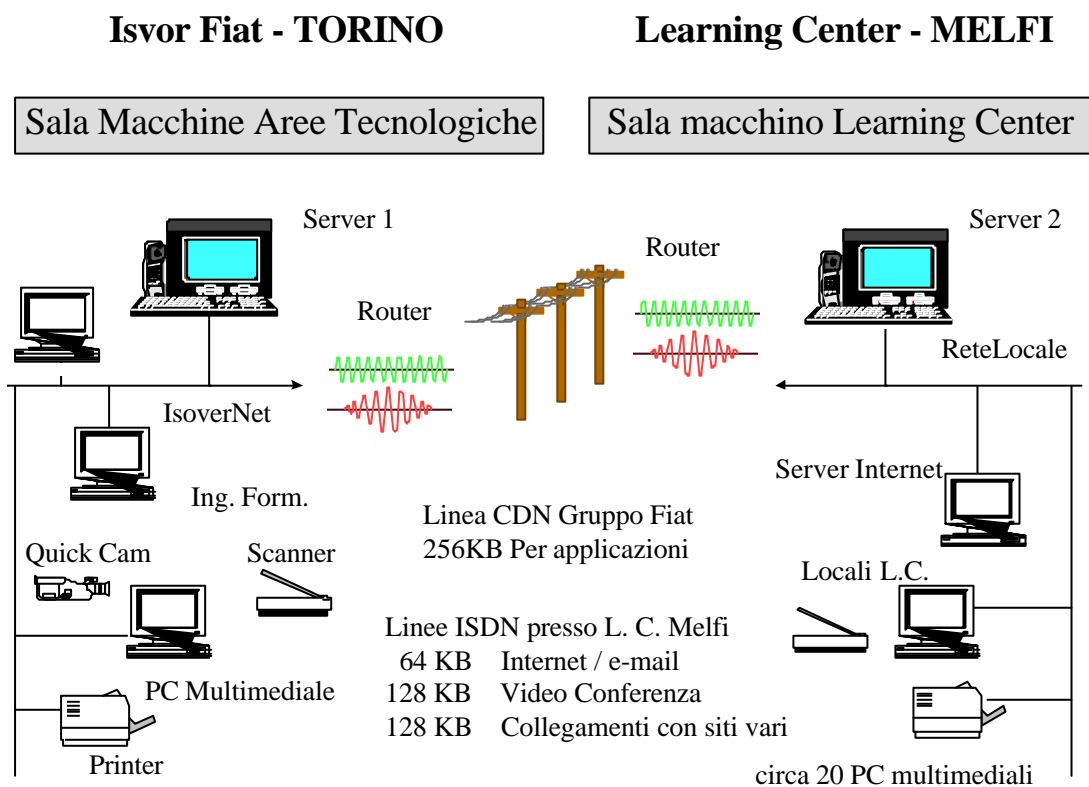 Isvor Fiat - TORINO
Learning Center - MELFI
Sala Macchine Aree Tecnologiche
Sala macchino Learning Center
Server 1
Server 2
Router
Router
ReteLocale
IsoverNet
Server Internet
Ing. Form.
Linea CDN Gruppo Fiat
256KB Per applicazioni
Quick Cam
Scanner
Locali L.C.
Linee ISDN presso L. C. Melfi
64 KB Internet / e-mail
128 KB Video Conferenza
128 KB Collegamenti con siti vari
PC Multimediale
Printer
circa 20 PC multimediali